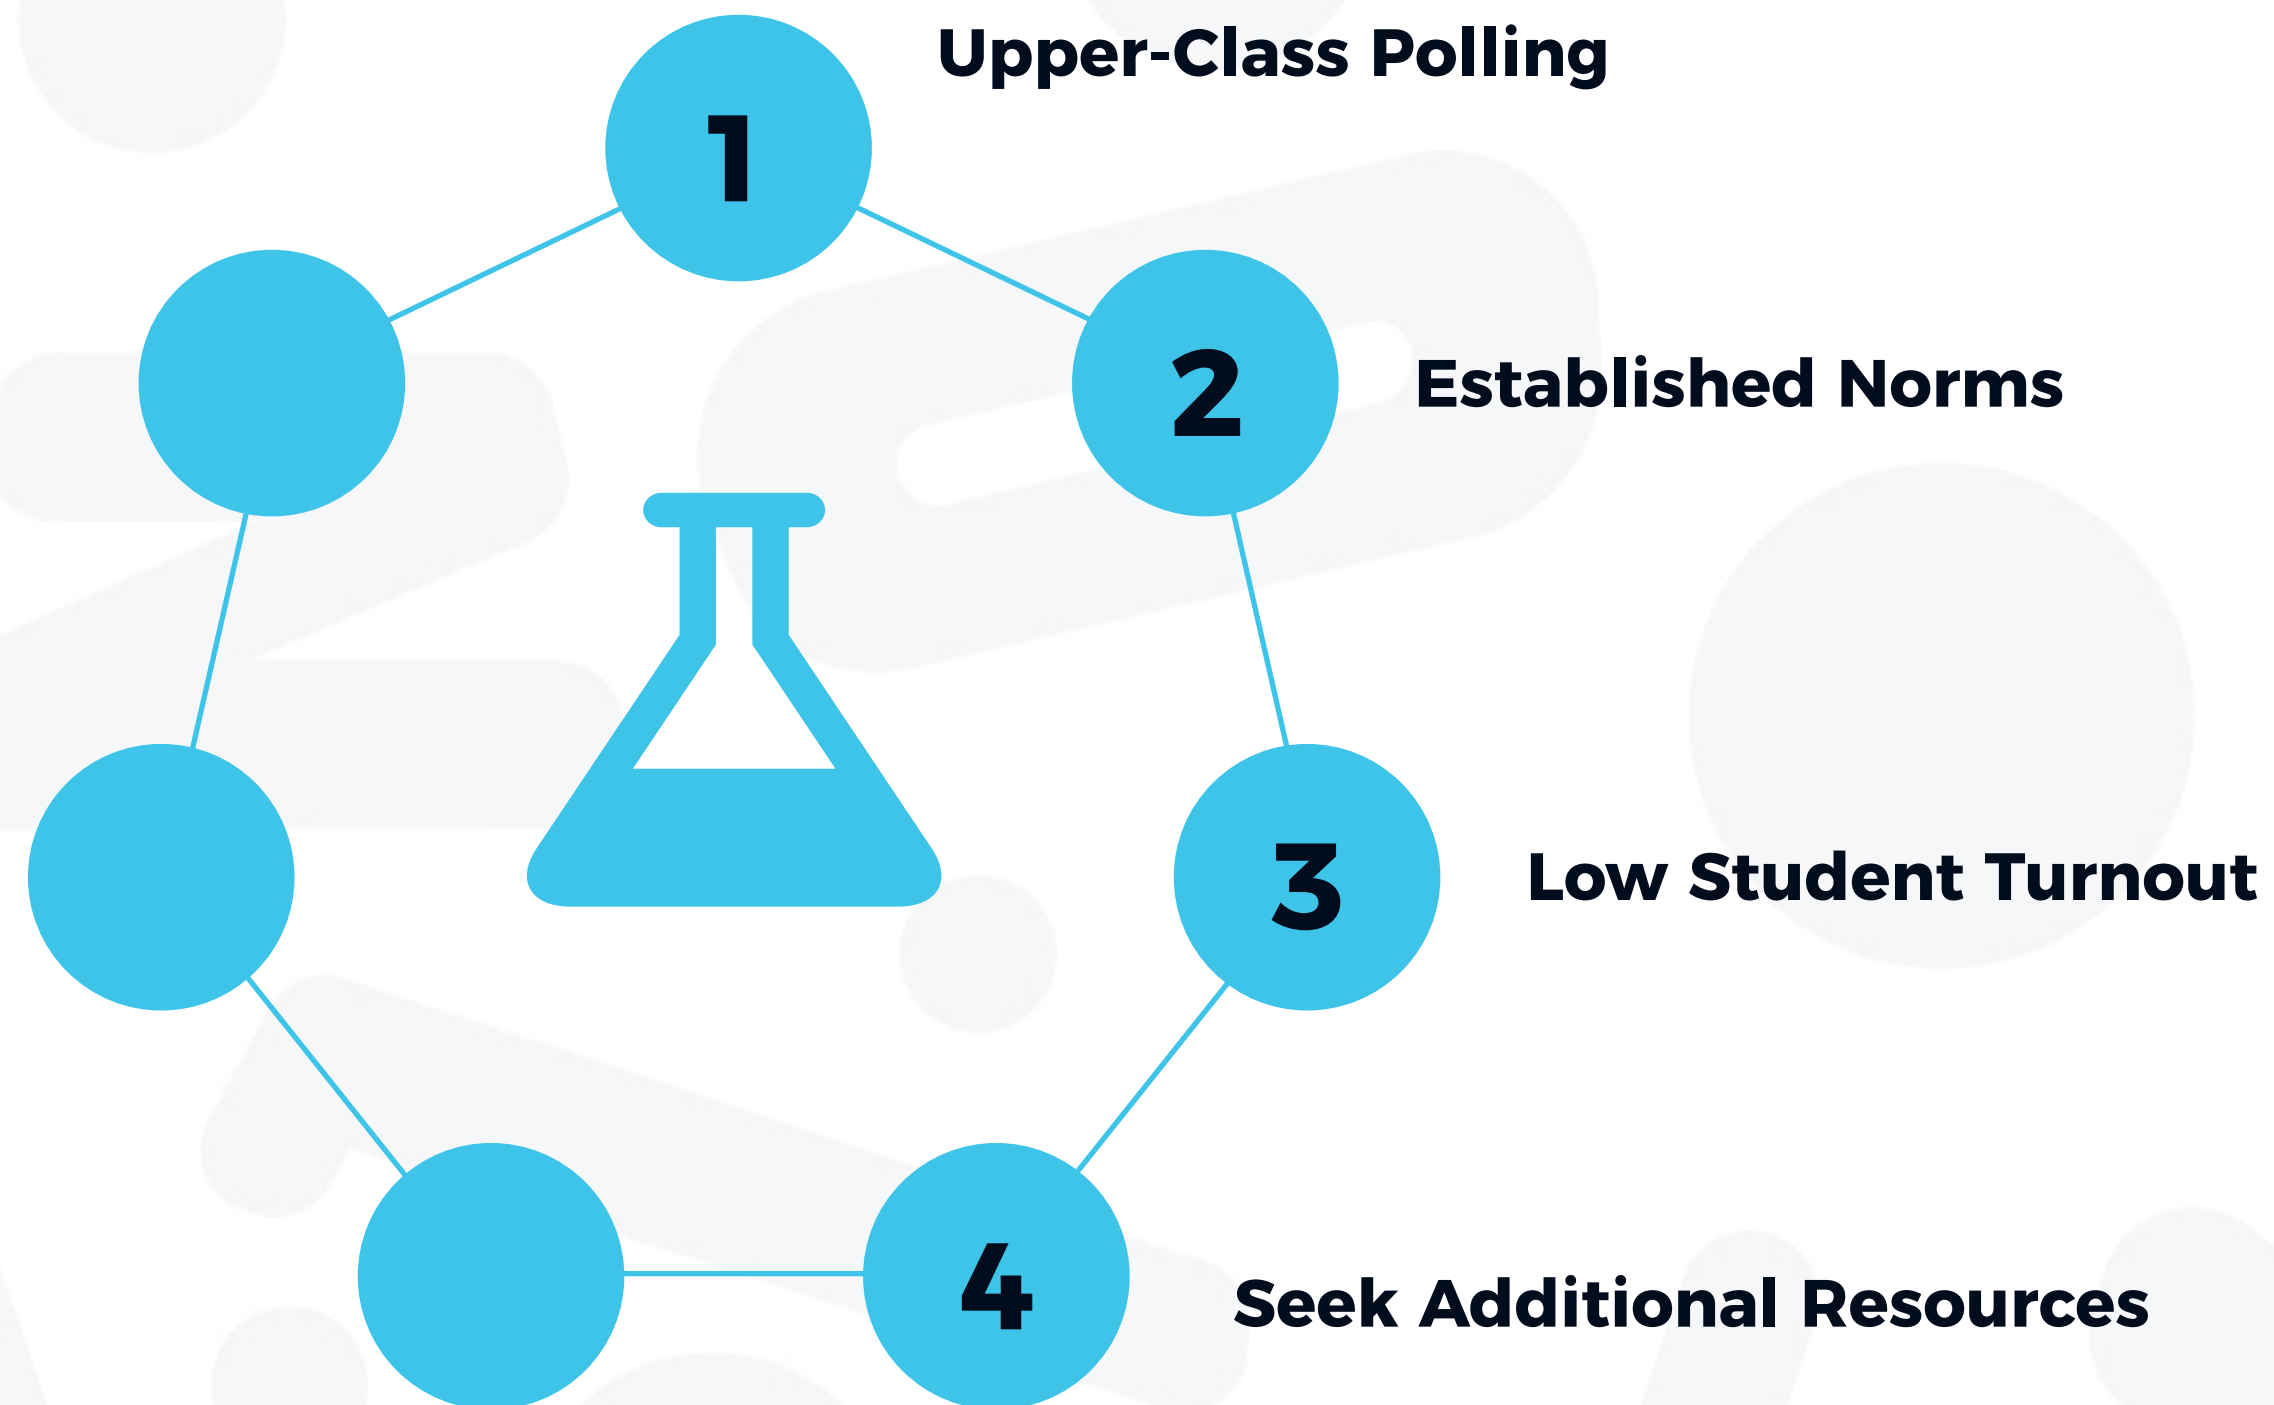 Upper-Class Polling
1
2
Established Norms
3
Low Student Turnout
4
Seek Additional Resources